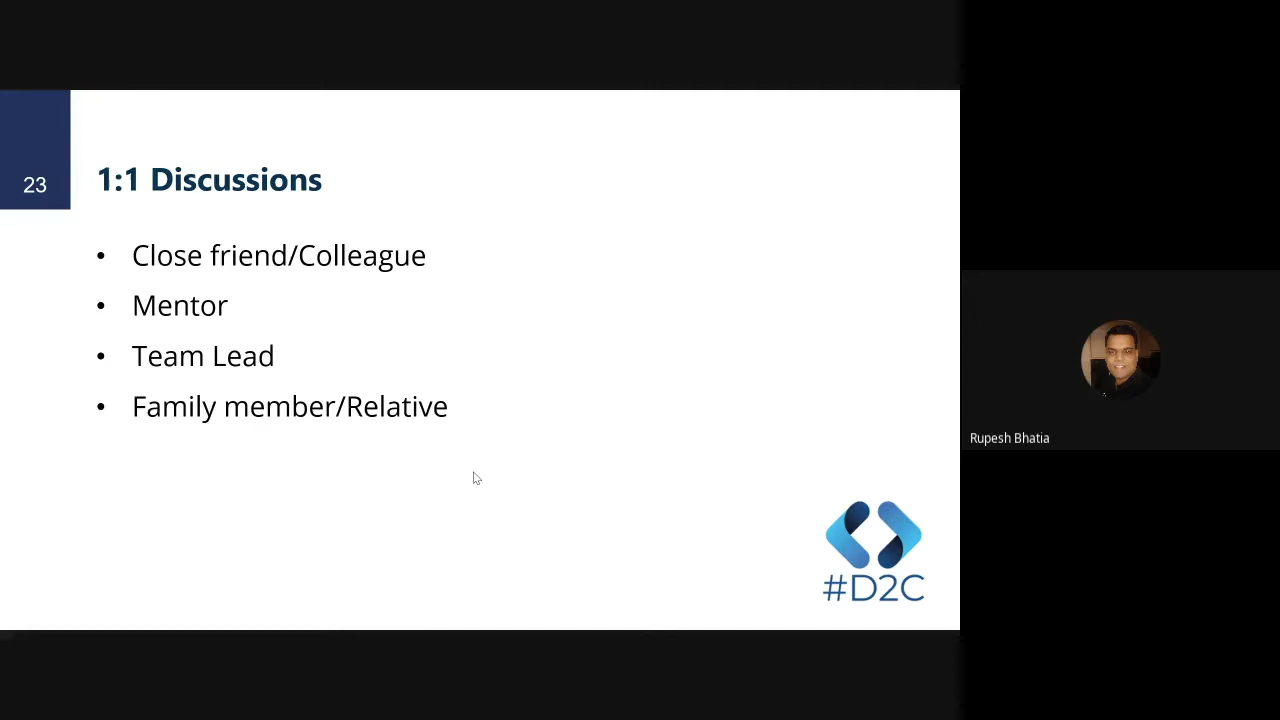 23
1:1 Discussions
• Close friend/Colleague
• Mentor
• Team Lead
• Family member/Relative
#D2C
Rupesh Bhatia